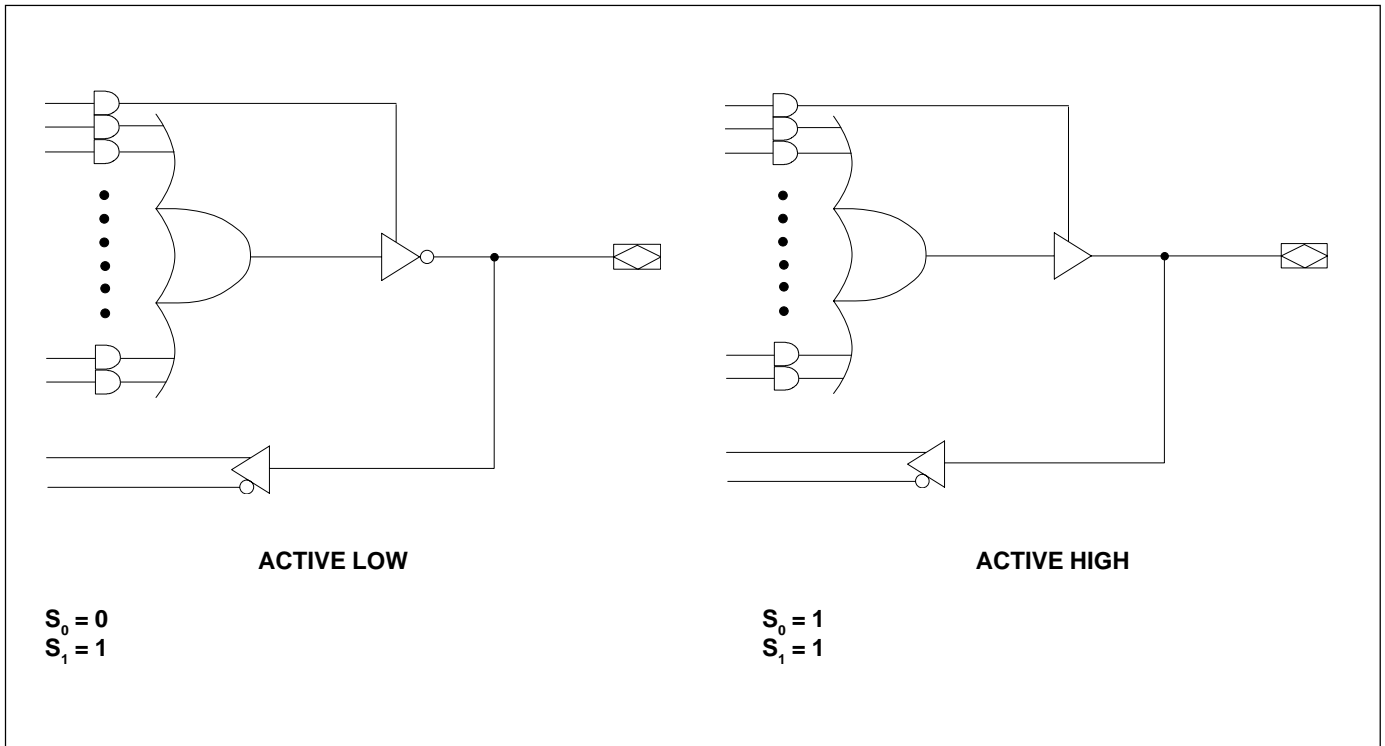 ACTIVE LOW
S0 = 0
S1 = 1
ACTIVE HIGH
S0 = 1
S1 = 1